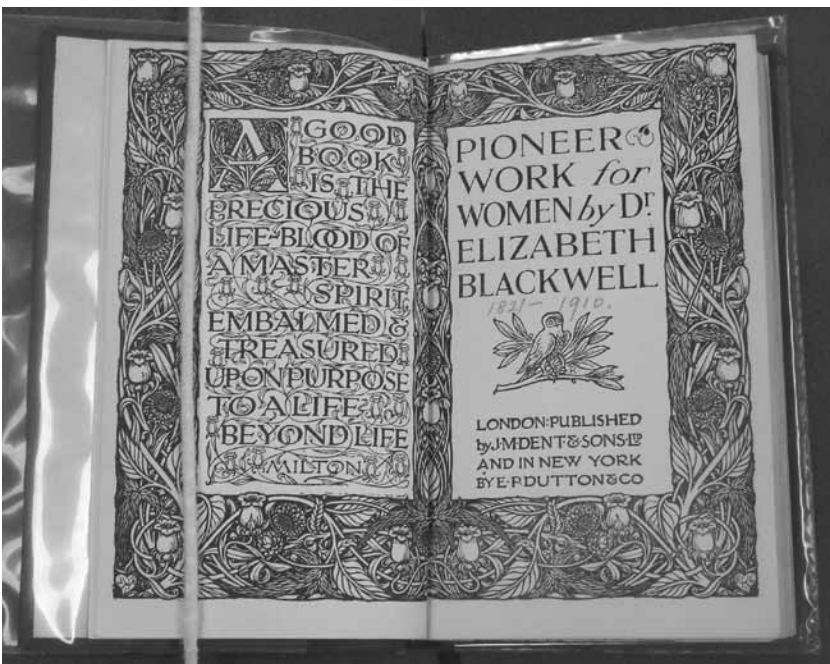 A GOOD
BOOK
IS THE
PRECIOUS
LIFE-BLOOD OF
A MASTER
SPIRIT,
EMBALMED &
TREASURED
UPON PURPOSE
TO A LIFE
BEYOND LIFE
MILTON
PIONEER
WORK for
WOMEN by Dr.
ELIZABETH
BLACKWELL
1821 – 1910.
LONDON: PUBLISHED
by J·M·DENT & SONS·LTD
AND IN NEW YORK
BY E·P·DUTTON & CO